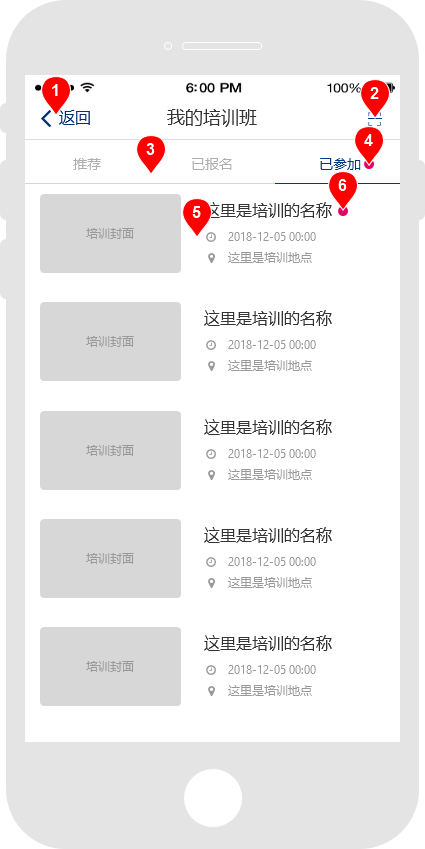 6:00 PM 100%
1
2
返回 我的培训班
3
4
推荐 已报名 已参加
5
6
培训封面
这里是培训的名称
2018-12-05 00:00
这里是培训地点
培训封面
这里是培训的名称
2018-12-05 00:00
这里是培训地点
培训封面
这里是培训的名称
2018-12-05 00:00
这里是培训地点
培训封面
这里是培训的名称
2018-12-05 00:00
这里是培训地点
培训封面
这里是培训的名称
2018-12-05 00:00
这里是培训地点